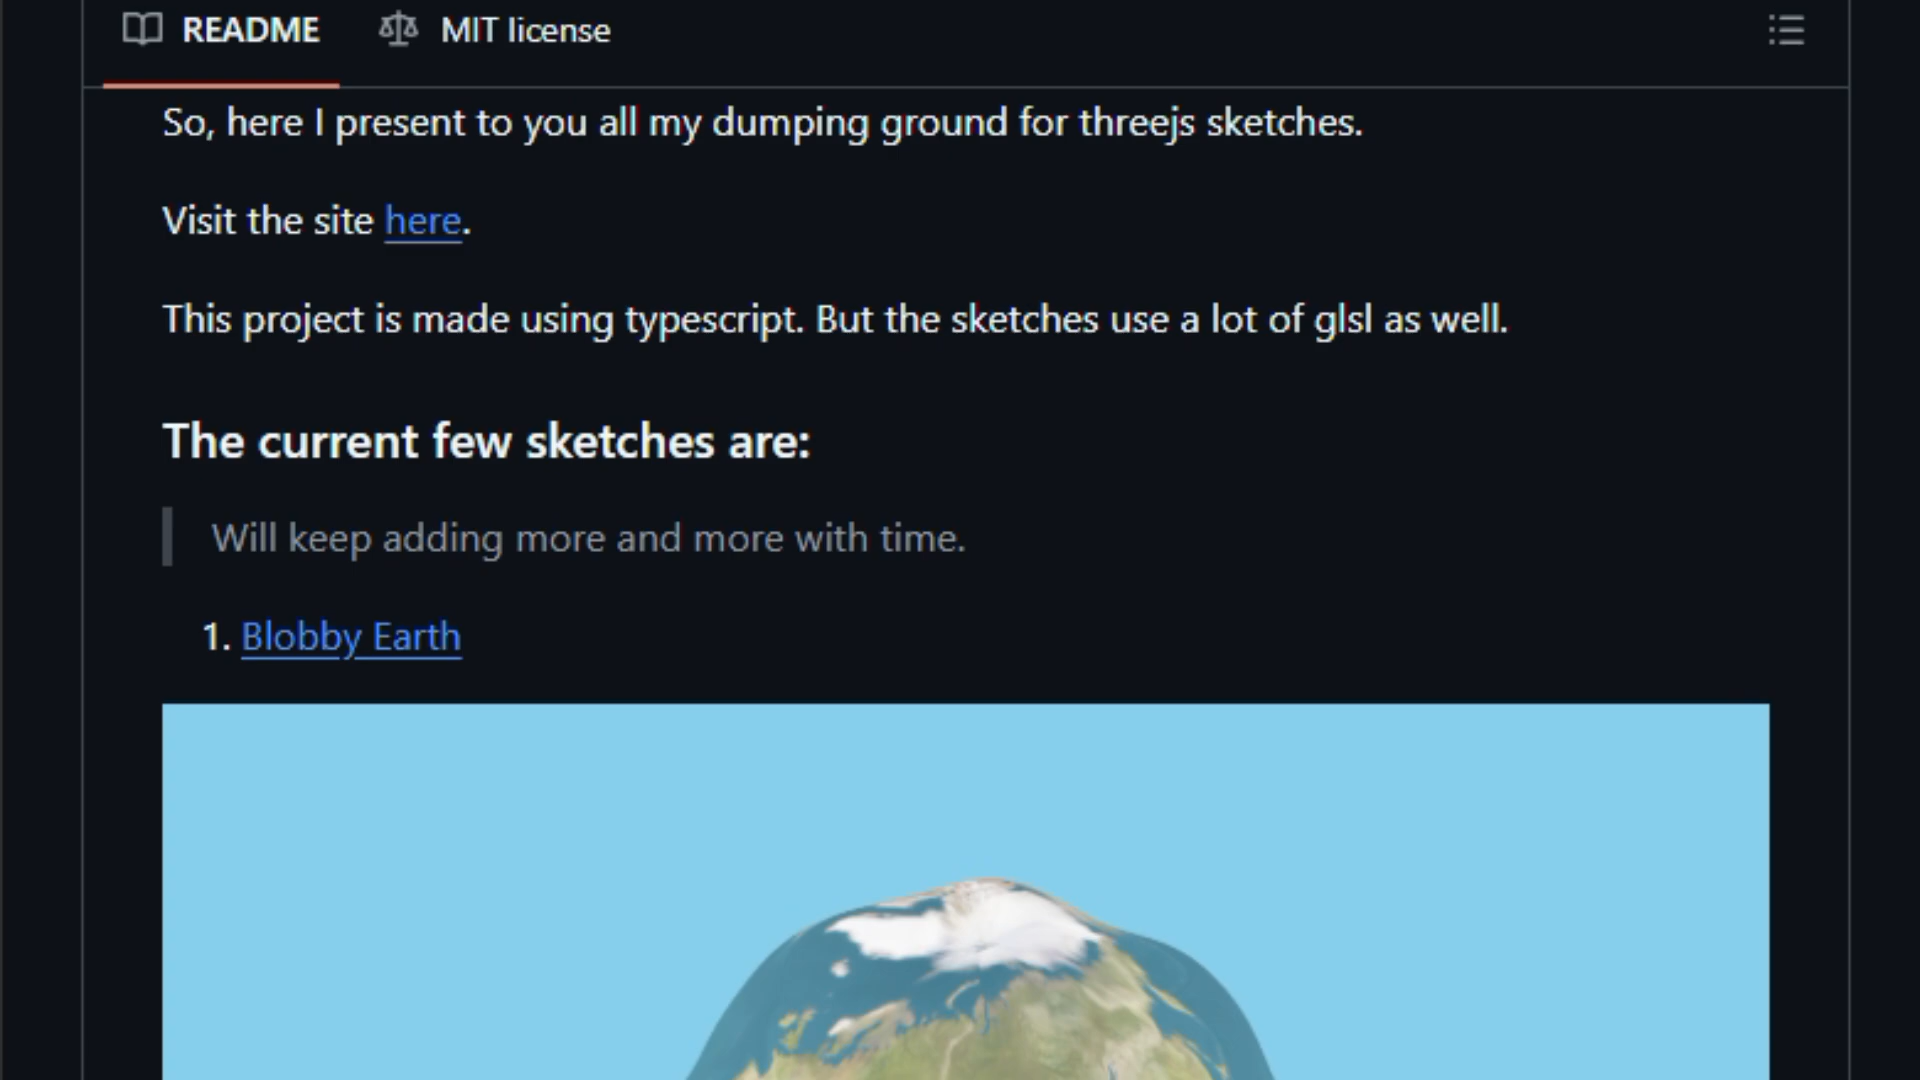 README MIT license
So, here I present to you all my dumping ground for threejs sketches.
Visit the site here.
This project is made using typescript. But the sketches use a lot of glsl as well.
The current few sketches are:
Will keep adding more and more with time.
1. Blobby Earth